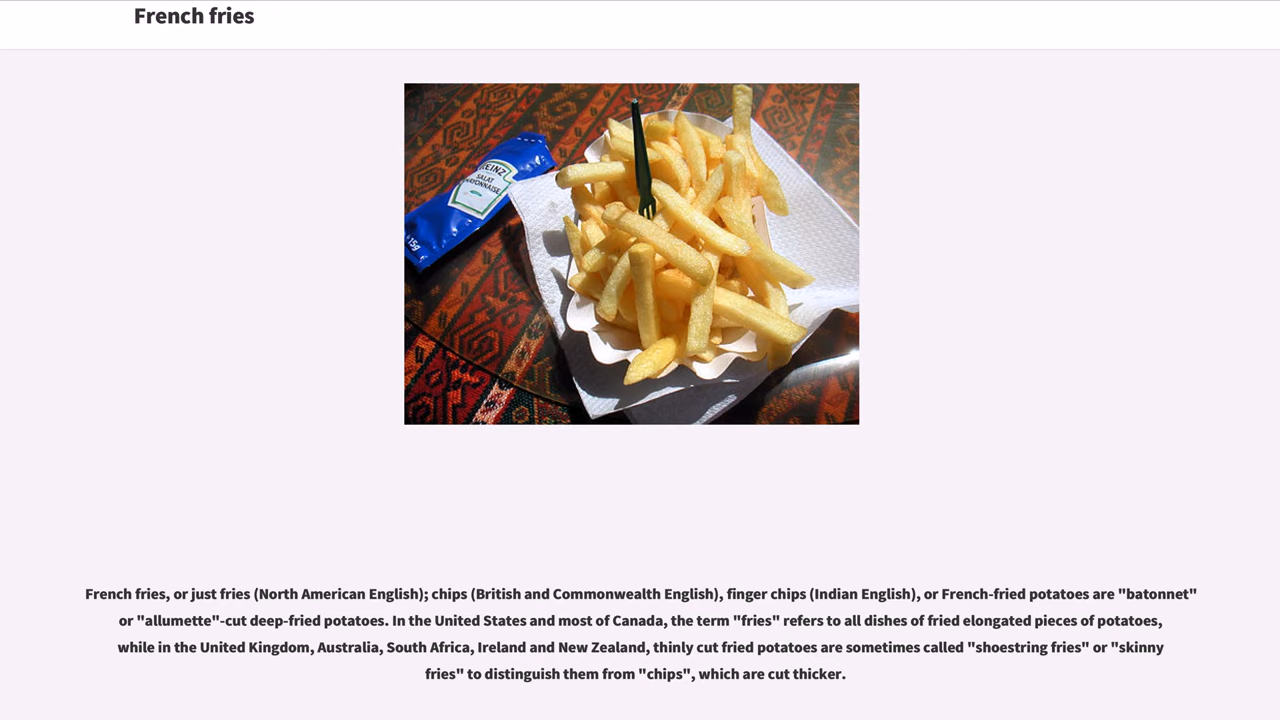 French fries
HEINZ
SALAT
MAYONNAISE
15g
French fries, or just fries (North American English); chips (British and Commonwealth English), finger chips (Indian English), or French-fried potatoes are "batonnet"
or "allumette"-cut deep-fried potatoes. In the United States and most of Canada, the term "fries" refers to all dishes of fried elongated pieces of potatoes,
while in the United Kingdom, Australia, South Africa, Ireland and New Zealand, thinly cut fried potatoes are sometimes called "shoestring fries" or "skinny
fries" to distinguish them from "chips", which are cut thicker.